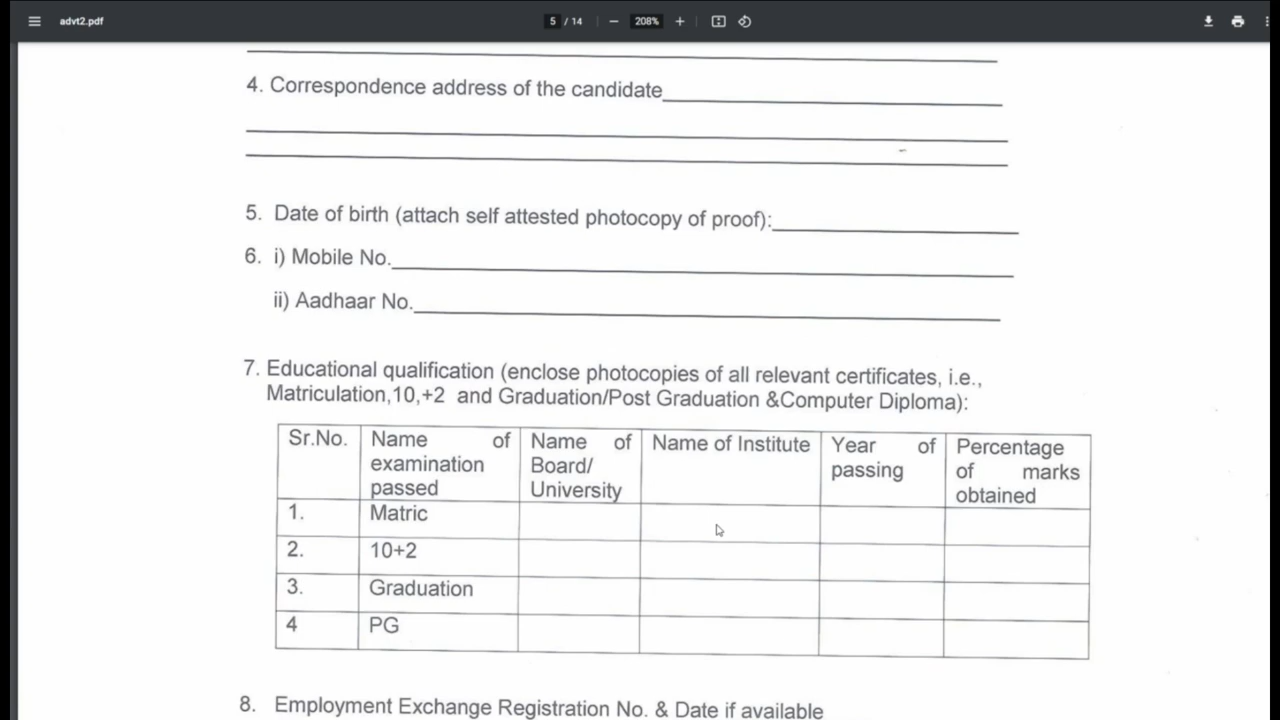 advt2.pdf
5 / 14
208%
4. Correspondence address of the candidate
5. Date of birth (attach self attested photocopy of proof):
6. i) Mobile No.
ii) Aadhaar No.
7. Educational qualification (enclose photocopies of all relevant certificates, i.e.,
Matriculation,10,+2 and Graduation/Post Graduation &Computer Diploma):
Sr.No. Name of examination passed Name of Board/ University Name of Institute Year of passing Percentage of marks obtained
1. Matric
2. 10+2
3. Graduation
4 PG
8. Employment Exchange Registration No. & Date if available